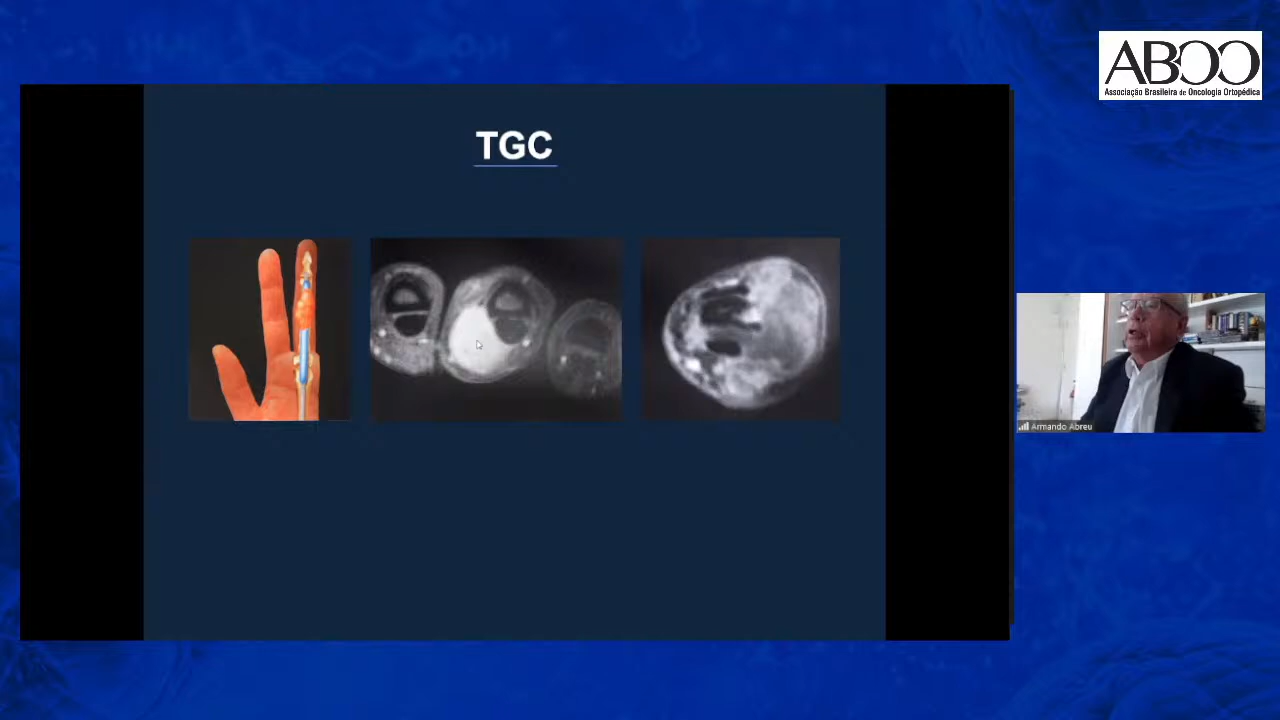 ABOO
Associação Brasileira de Oncologia Ortopédica
TGC
Armando Abreu